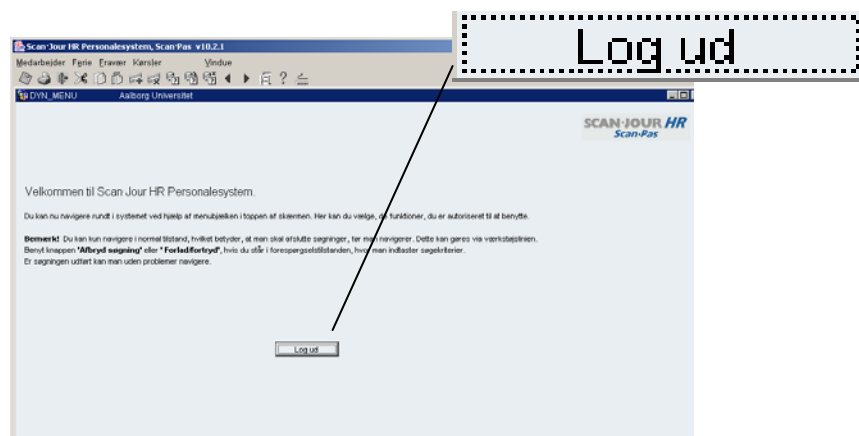 Scan·Jour HR Personalesystem, Scan·Pas v10.2.1
Medarbejder Ferie Fravær Kørsler Vindue
DYN_MENU Aalborg Universitet
Log ud
SCAN·JOUR HR
Scan·Pas
Velkommen til Scan Jour HR Personalesystem.
Du kan nu navigere rundt i systemet ved hjælp af menubjælken i toppen af skærmen. Her kan du vælge, de funktioner, du er autoriseret til at benytte.
Bemærk! Du kan kun navigere i normal tilstand, hvilket betyder, at man skal afslutte søgninger, før man navigerer. Dette kan gøres via værkstøjslinien.
Benyt knappen "Afbryd søgning" eller "Forlad/fortryd", hvis du står i forespørgselstilstanden, hvor man indtaster søgekriterier.
Er søgningen udført kan man uden problemer navigere.
Log ud